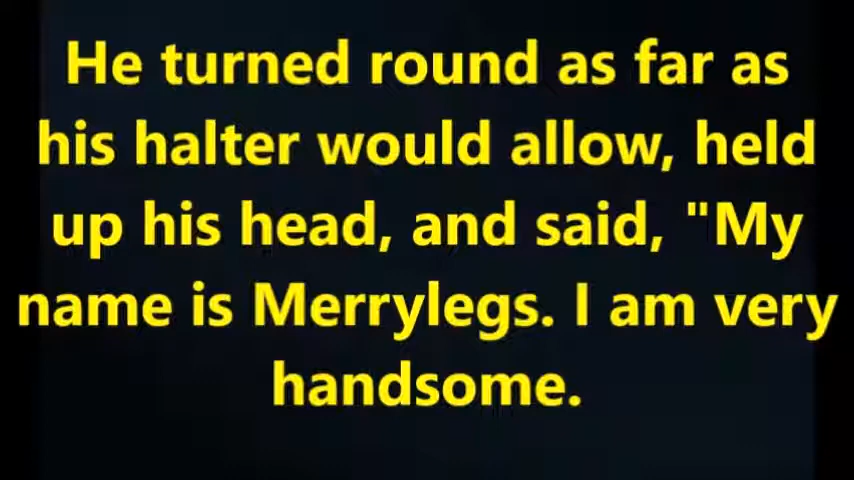 He turned round as far as
his halter would allow, held
up his head, and said, "My
name is Merrylegs. I am very
handsome.